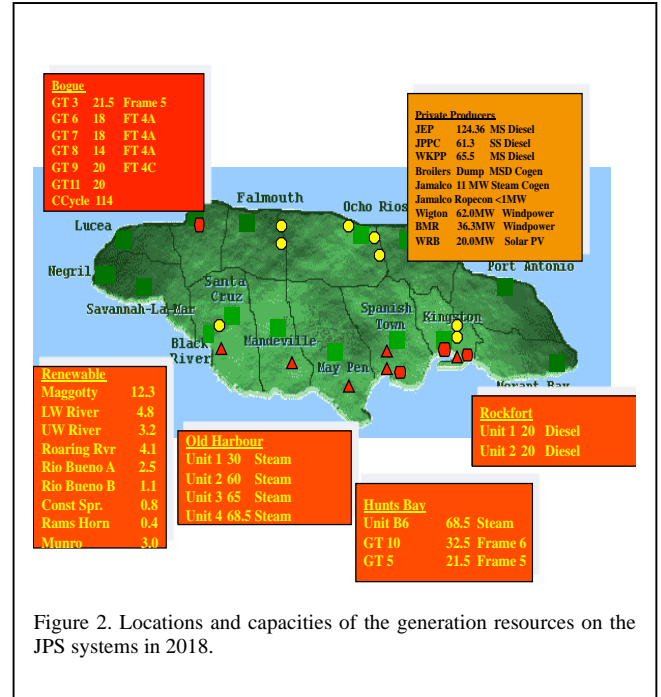 Bogue
GT 3 21.5 Frame 5
GT 6 18 FT 4A
GT 7 18 FT 4A
GT 8 14 FT 4A
GT 9 20 FT 4C
GT11 20
CCycle 114
Private Producers
JEP 124.36 MS Diesel
JPPC 61.3 SS Diesel
WKPP 65.5 MS Diesel
Broilers Dump MSD Cogen
Jamalco 11 MW Steam Cogen
Jamalco Ropecon <1MW
Wigton 62.0MW Windpower
BMR 36.3MW Windpower
WRB 20.0MW Solar PV
Falmouth
Ocho Rios
Lucea
Negril
Port Antonio
Santa
Cruz
Savannah-La-Mar
Spanish
Town
Kingston
Black
River
Mandeville
May Pen
Morant Bay
Renewable
Maggotty 12.3
LW River 4.8
UW River 3.2
Roaring Rvr 4.1
Rio Bueno A 2.5
Rio Bueno B 1.1
Const Spr. 0.8
Rams Horn 0.4
Munro 3.0
Old Harbour
Unit 1 30 Steam
Unit 2 60 Steam
Unit 3 65 Steam
Unit 4 68.5 Steam
Rockfort
Unit 1 20 Diesel
Unit 2 20 Diesel
Hunts Bay
Unit B6 68.5 Steam
GT 10 32.5 Frame 6
GT 5 21.5 Frame 5
Figure 2. Locations and capacities of the generation resources on the
JPS systems in 2018.